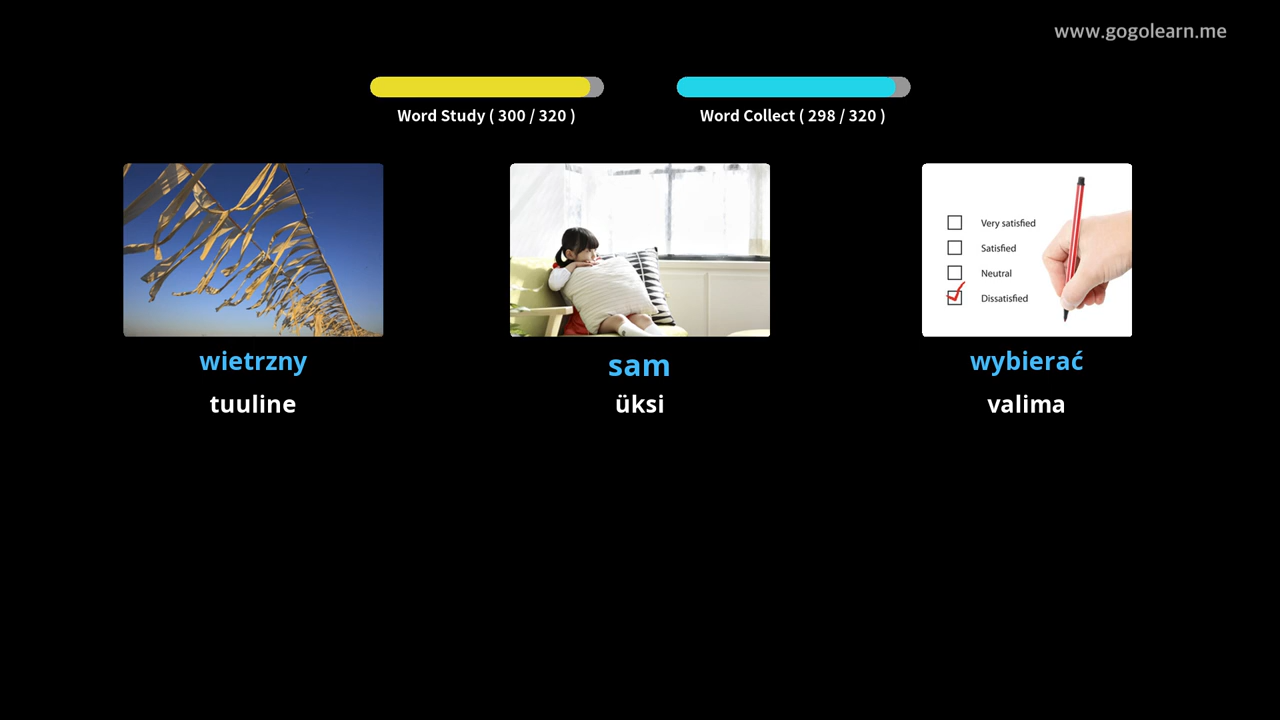 www.gogolearn.me
Word Study ( 300 / 320 )
Word Collect ( 298 / 320 )
Very satisfied
Satisfied
Neutral
Dissatisfied
wietrzny
sam
wybierać
tuuline
üksi
valima